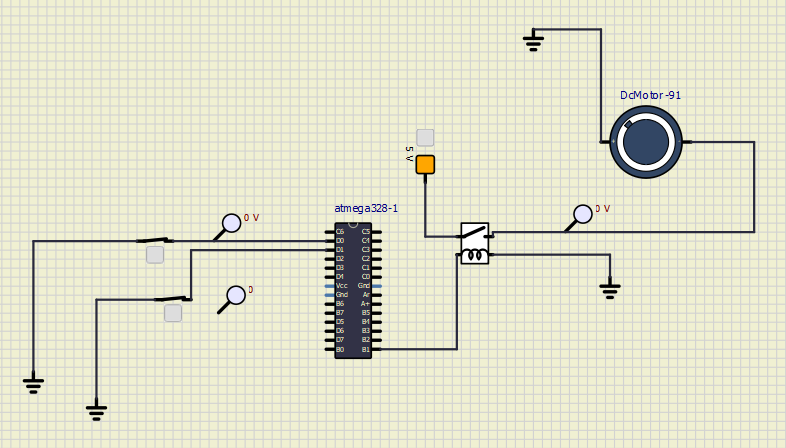 DcMotor-91
5 V
atmega328-1
0 V
0 V
0
C6 C5
D0 C4
D1 C3
D2 C2
D3 C1
D4 C0
Vcc Gnd
Gnd Ar
B6 A+
B7 B5
D5 B4
D6 B3
D7 B2
B0 B1